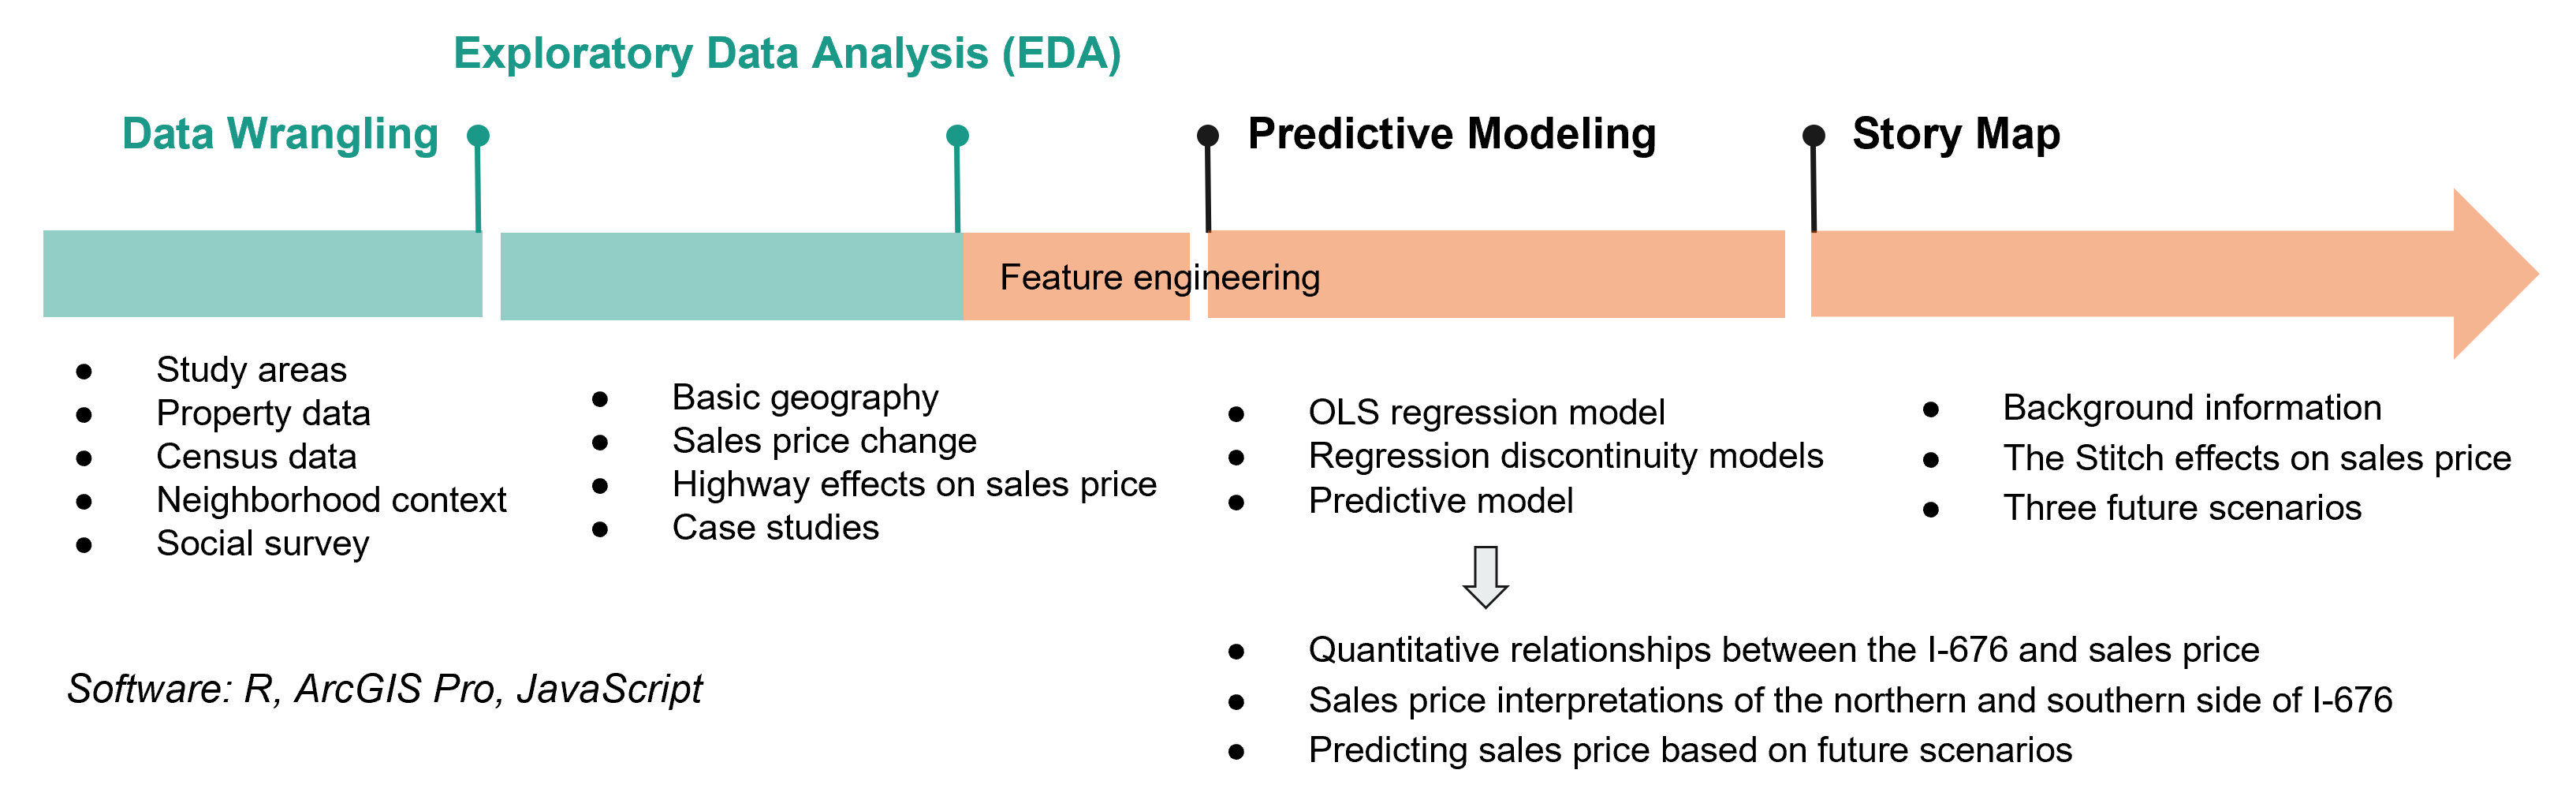 Exploratory Data Analysis (EDA)
Data Wrangling
Predictive Modeling
Story Map
Feature engineering
● Study areas
● Property data
● Census data
● Neighborhood context
● Social survey
● Basic geography
● Sales price change
● Highway effects on sales price
● Case studies
● OLS regression model
● Regression discontinuity models
● Predictive model
● Background information
● The Stitch effects on sales price
● Three future scenarios
● Quantitative relationships between the I-676 and sales price
● Sales price interpretations of the northern and southern side of I-676
● Predicting sales price based on future scenarios
Software: R, ArcGIS Pro, JavaScript